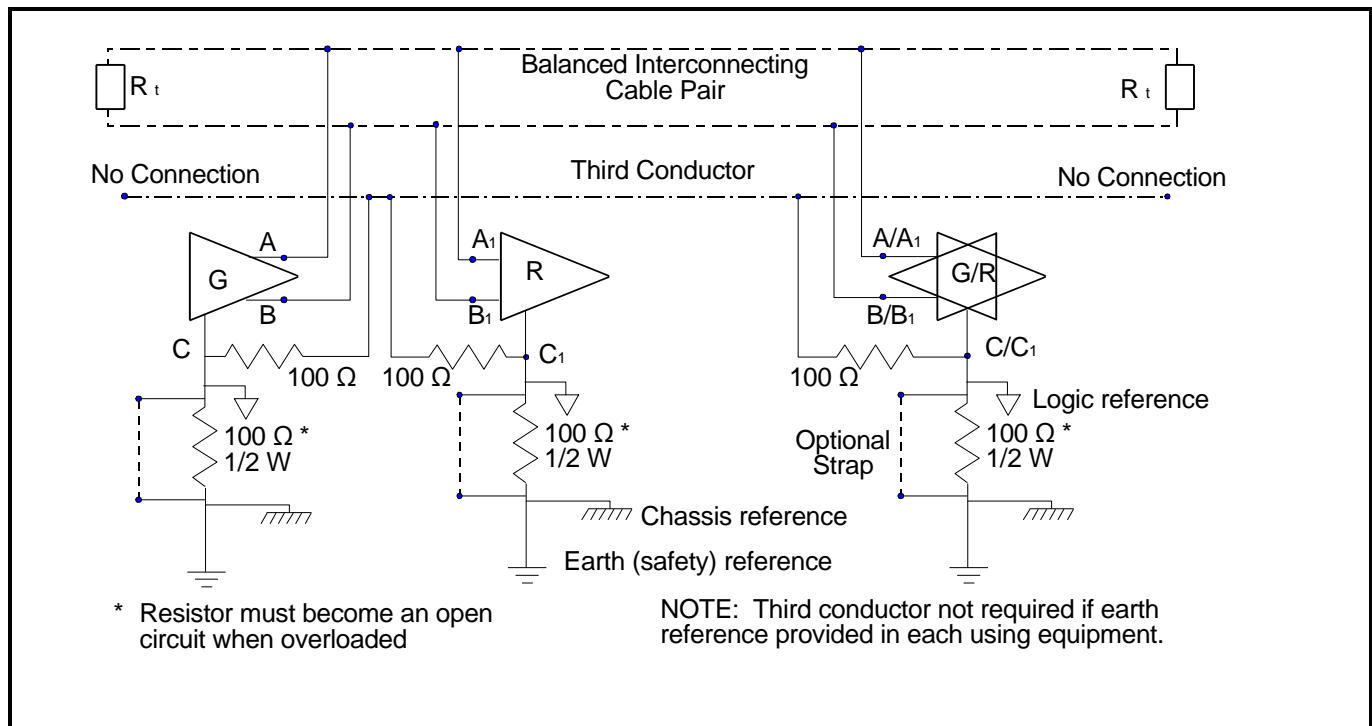 Balanced Interconnecting
Cable Pair
R t
R t
No Connection
Third Conductor
No Connection
A
G
B
A1
R
B1
A/A1
G/R
B/B1
C
100 Ω
100 Ω
C1
100 Ω
C/C1
Logic reference
100 Ω *
1/2 W
100 Ω *
1/2 W
Optional
Strap
100 Ω *
1/2 W
Chassis reference
Earth (safety) reference
* Resistor must become an open
circuit when overloaded
NOTE: Third conductor not required if earth
reference provided in each using equipment.